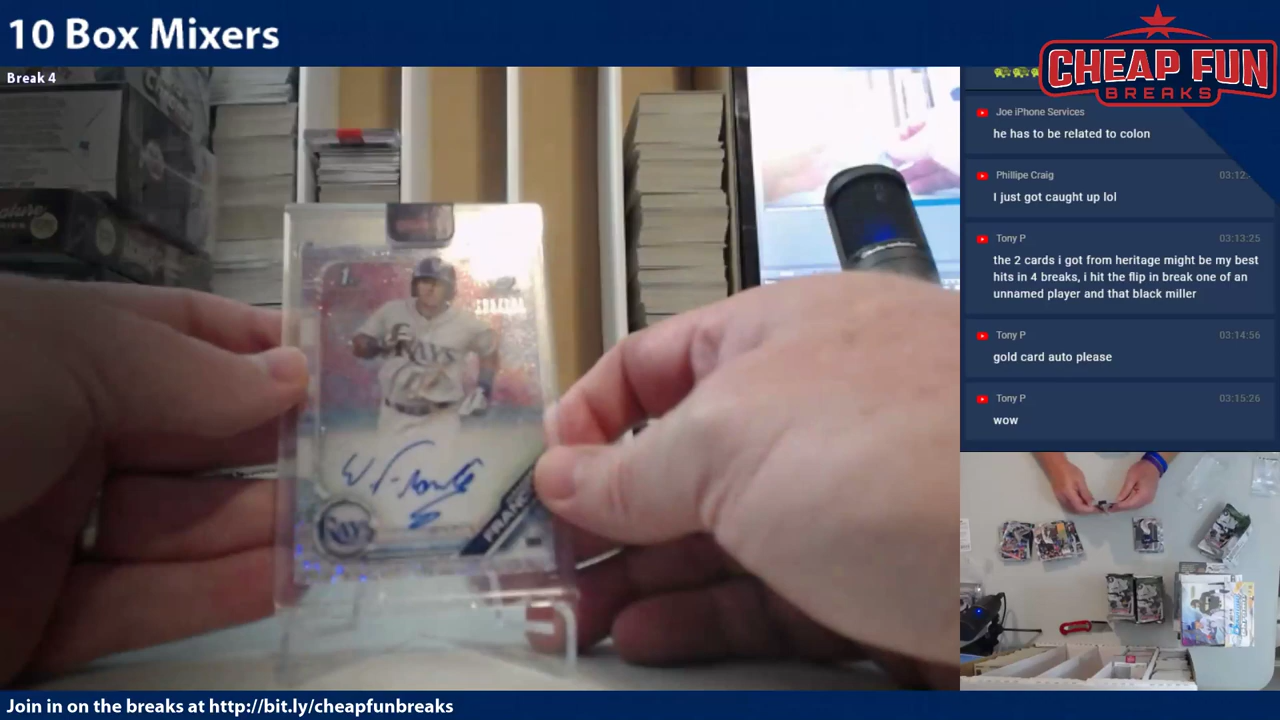 10 Box Mixers
Break 4
CHEAP FUN
BREAKS
Joe iPhone Services
he has to be related to colon
Phillipe Craig
03:12:
I just got caught up lol
Tony P
03:13:25
the 2 cards i got from heritage might be my best
hits in 4 breaks, i hit the flip in break one of an
unnamed player and that black miller
Tony P
03:14:56
gold card auto please
Tony P
03:15:26
wow
RAYS
Rays
Join in on the breaks at http://bit.ly/cheapfunbreaks